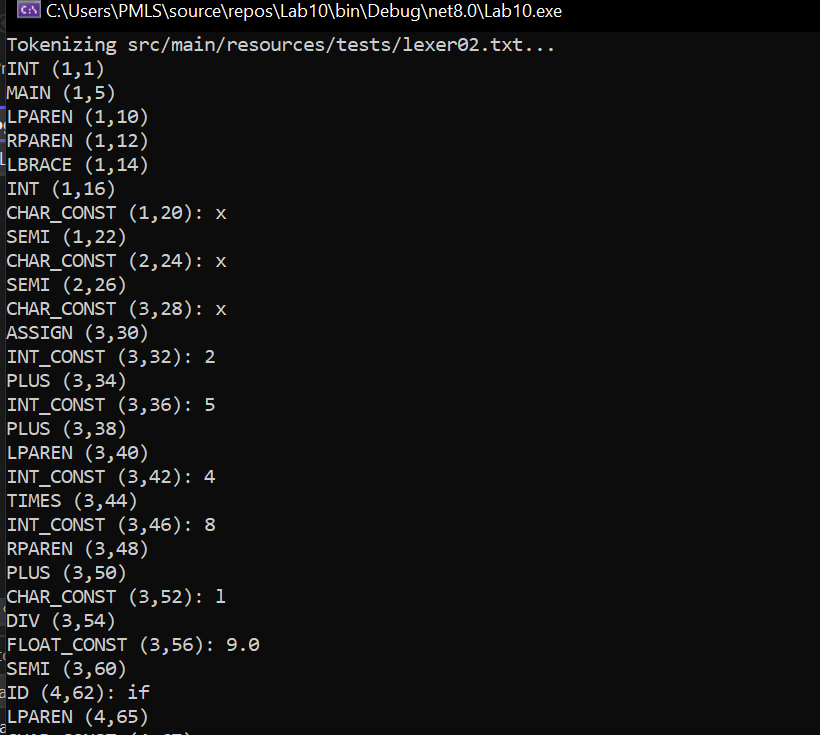 C:\Users\PMLS\source\repos\Lab10\bin\Debug\net8.0\Lab10.exe
Tokenizing src/main/resources/tests/lexer02.txt...
INT (1,1)
MAIN (1,5)
LPAREN (1,10)
RPAREN (1,12)
LBRACE (1,14)
INT (1,16)
CHAR_CONST (1,20): x
SEMI (1,22)
CHAR_CONST (2,24): x
SEMI (2,26)
CHAR_CONST (3,28): x
ASSIGN (3,30)
INT_CONST (3,32): 2
PLUS (3,34)
INT_CONST (3,36): 5
PLUS (3,38)
LPAREN (3,40)
INT_CONST (3,42): 4
TIMES (3,44)
INT_CONST (3,46): 8
RPAREN (3,48)
PLUS (3,50)
CHAR_CONST (3,52): l
DIV (3,54)
FLOAT_CONST (3,56): 9.0
SEMI (3,60)
ID (4,62): if
LPAREN (4,65)